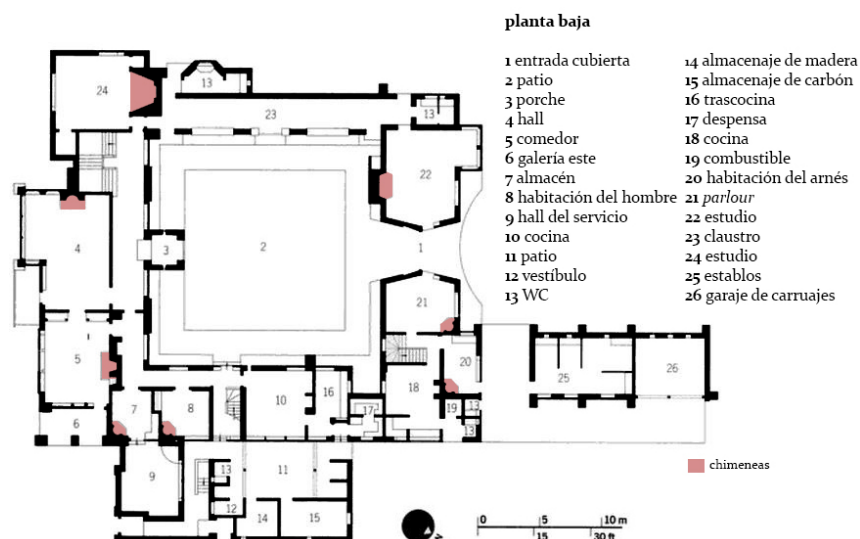 planta baja
1 entrada cubierta
2 patio
3 porche
4 hall
5 comedor
6 galería este
7 almacén
8 habitación del hombre
9 hall del servicio
10 cocina
11 patio
12 vestíbulo
13 WC
14 almacenaje de madera
15 almacenaje de carbón
16 trascocina
17 despensa
18 cocina
19 combustible
20 habitación del arnés
21 parlour
22 estudio
23 claustro
24 estudio
25 establos
26 garaje de carruajes
24
13
23
13
22
4
3
2
1
21
5
20
25
26
18
16
10
17
7
8
19
13
6
13
chimeneas
9
13
11
12
14
15
0 5 10 m
15 30 ft